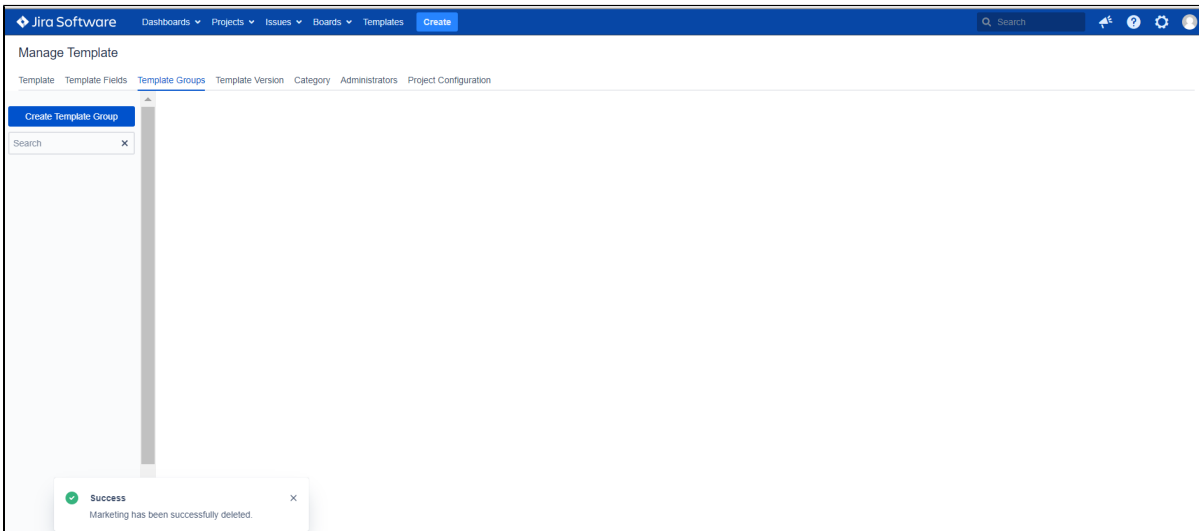 Jira Software Dashboards Projects Issues Boards Templates Create Search
Manage Template
Template Template Fields Template Groups Template Version Category Administrators Project Configuration
Create Template Group
Search
Success
Marketing has been successfully deleted.